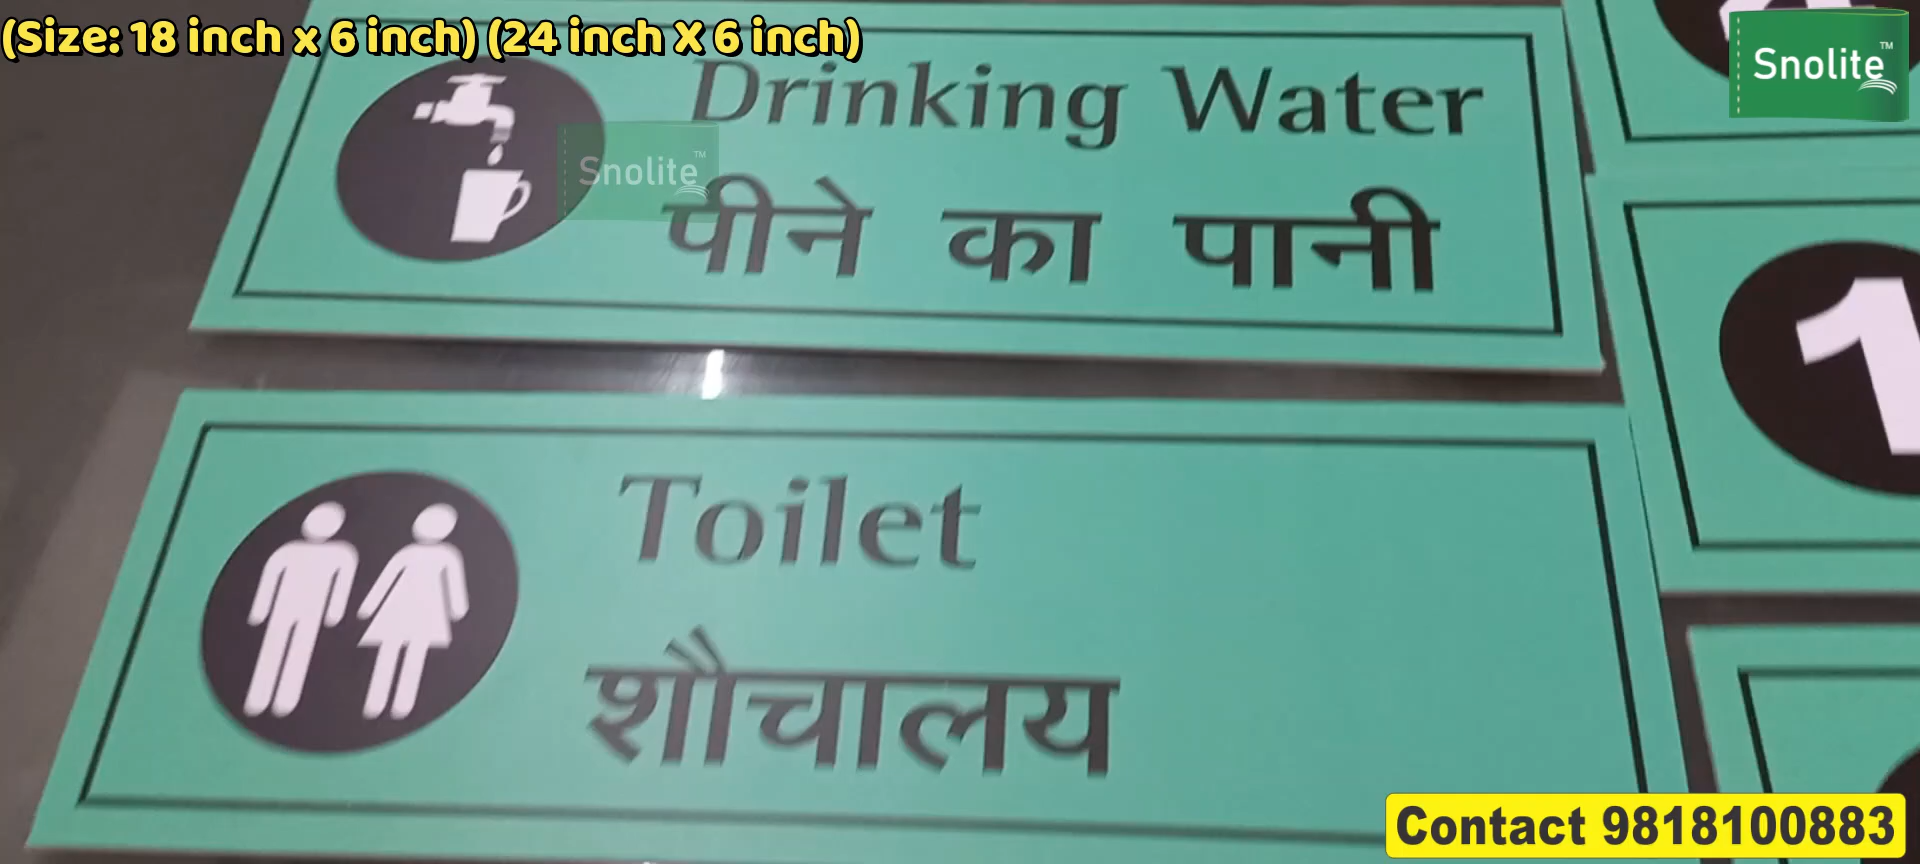 (Size: 18 inch x 6 inch) (24 inch X 6 inch)
Snolite™
Drinking Water
Snolite™
पीने का पानी
1
Toilet
शौचालय
Contact 9818100883